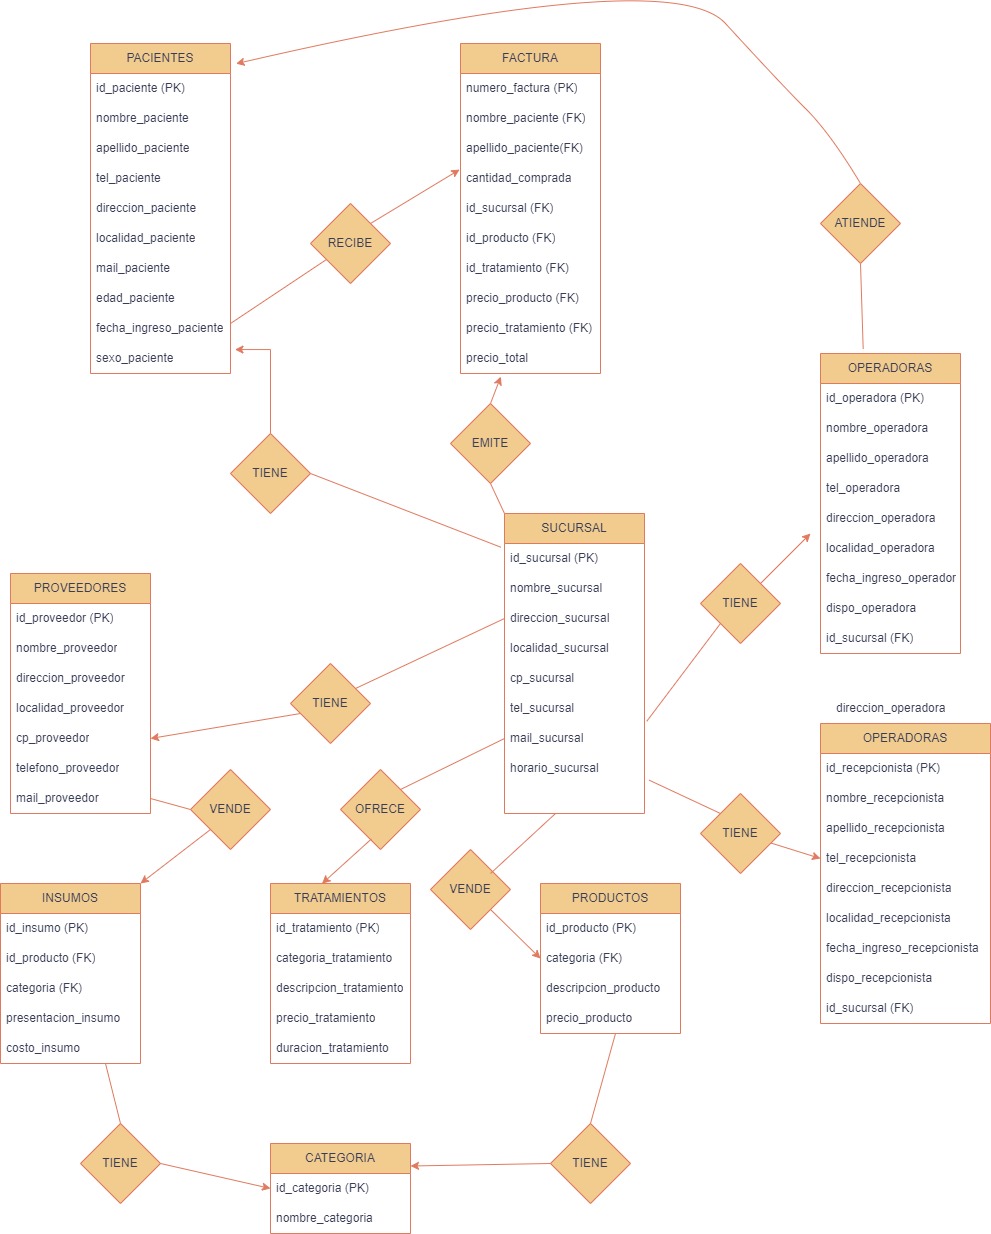 PACIENTES
id_paciente (PK)
nombre_paciente
apellido_paciente
tel_paciente
direccion_paciente
localidad_paciente
mail_paciente
edad_paciente
fecha_ingreso_paciente
sexo_paciente
FACTURA
numero_factura (PK)
nombre_paciente (FK)
apellido_paciente(FK)
cantidad_comprada
id_sucursal (FK)
id_producto (FK)
id_tratamiento (FK)
precio_producto (FK)
precio_tratamiento (FK)
precio_total
RECIBE
ATIENDE
OPERADORAS
id_operadora (PK)
nombre_operadora
apellido_operadora
tel_operadora
direccion_operadora
localidad_operadora
fecha_ingreso_operador
dispo_operadora
id_sucursal (FK)
EMITE
TIENE
SUCURSAL
id_sucursal (PK)
nombre_sucursal
direccion_sucursal
localidad_sucursal
cp_sucursal
tel_sucursal
mail_sucursal
horario_sucursal
PROVEEDORES
id_proveedor (PK)
nombre_proveedor
direccion_proveedor
localidad_proveedor
cp_proveedor
telefono_proveedor
mail_proveedor
TIENE
TIENE
direccion_operadora
OPERADORAS
id_recepcionista (PK)
nombre_recepcionista
apellido_recepcionista
tel_recepcionista
direccion_recepcionista
localidad_recepcionista
fecha_ingreso_recepcionista
dispo_recepcionista
id_sucursal (FK)
VENDE
OFRECE
TIENE
VENDE
INSUMOS
id_insumo (PK)
id_producto (FK)
categoria (FK)
presentacion_insumo
costo_insumo
TRATAMIENTOS
id_tratamiento (PK)
categoria_tratamiento
descripcion_tratamiento
precio_tratamiento
duracion_tratamiento
PRODUCTOS
id_producto (PK)
categoria (FK)
descripcion_producto
precio_producto
TIENE
CATEGORIA
id_categoria (PK)
nombre_categoria
TIENE